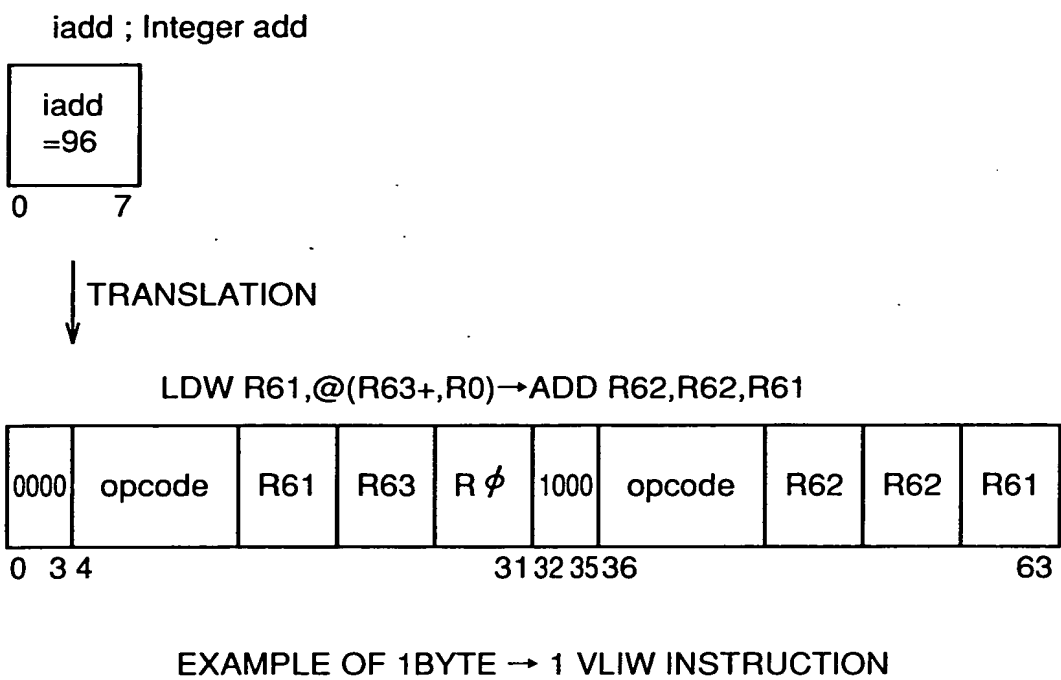 iadd ; Integer add
iadd
=96
0 7
TRANSLATION
LDW R61,@(R63+,R0)→ADD R62,R62,R61
0000 opcode R61 R63 Rϕ 1000 opcode R62 R62 R61
0 3 4 31 32 35 36 63
EXAMPLE OF 1BYTE → 1 VLIW INSTRUCTION